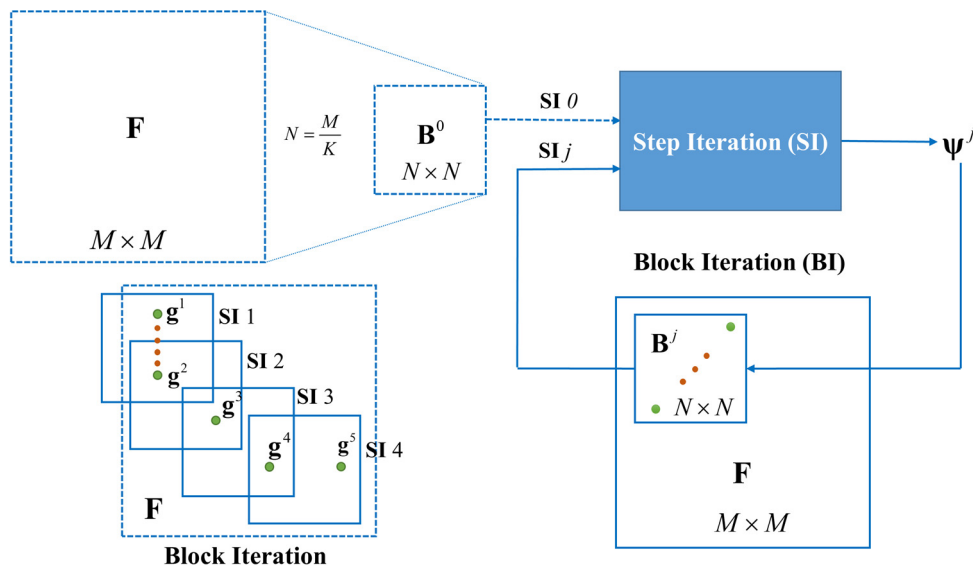 F
M × M
N = M/K
B^0
N × N
SI 0
SI j
Step Iteration (SI)
ψ^j
Block Iteration (BI)
B^j
N × N
F
M × M
g^1
SI 1
g^2
SI 2
g^3
SI 3
g^4
g^5
SI 4
F
Block Iteration